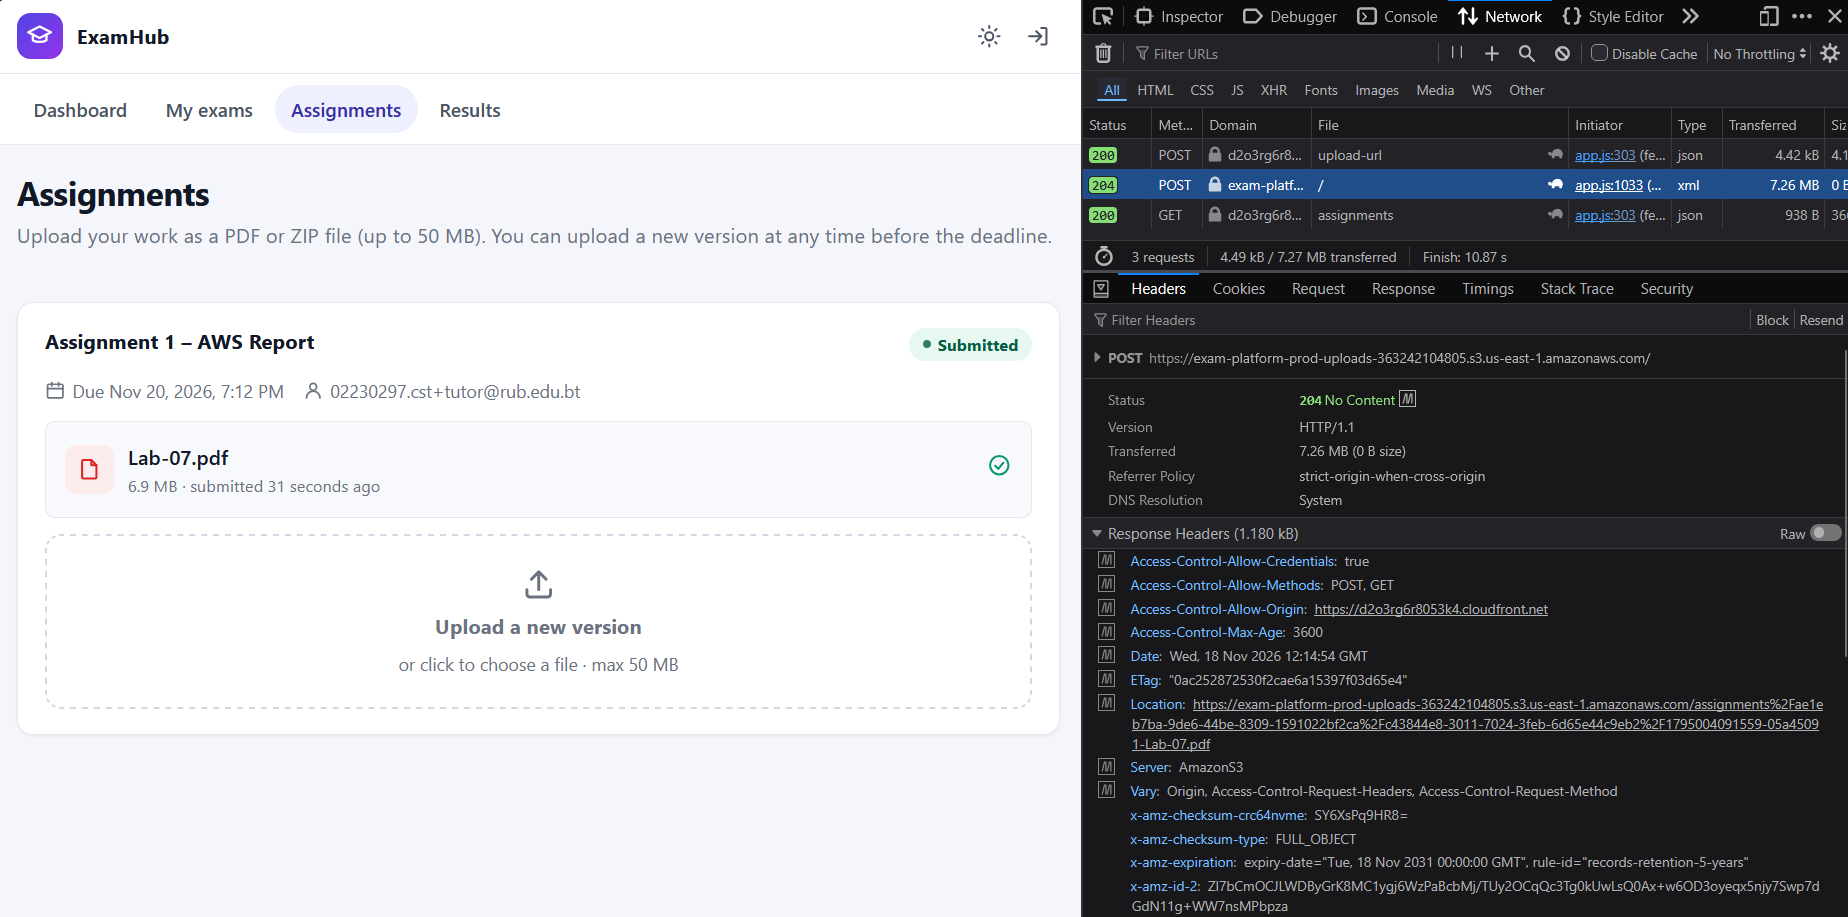 ExamHub
Dashboard My exams Assignments Results
Assignments
Upload your work as a PDF or ZIP file (up to 50 MB). You can upload a new version at any time before the deadline.
Assignment 1 – AWS Report
Submitted
Due Nov 20, 2026, 7:12 PM 02230297.cst+tutor@rub.edu.bt
Lab-07.pdf
6.9 MB · submitted 31 seconds ago
Upload a new version
or click to choose a file · max 50 MB
Inspector Debugger Console Network Style Editor
Filter URLs Disable Cache No Throttling
All HTML CSS JS XHR Fonts Images Media WS Other
Status Met... Domain File Initiator Type Transferred Siz
200 POST d2o3rg6r8... upload-url app.js:303 (fe... json 4.42 kB 4.1
204 POST exam-platf... / app.js:1033 (... xml 7.26 MB 0 B
200 GET d2o3rg6r8... assignments app.js:303 (fe... json 938 B 36
3 requests 4.49 kB / 7.27 MB transferred Finish: 10.87 s
Headers Cookies Request Response Timings Stack Trace Security
Filter Headers Block Resend
POST https://exam-platform-prod-uploads-363242104805.s3.us-east-1.amazonaws.com/
Status 204 No Content
Version HTTP/1.1
Transferred 7.26 MB (0 B size)
Referrer Policy strict-origin-when-cross-origin
DNS Resolution System
Response Headers (1.180 kB) Raw
Access-Control-Allow-Credentials: true
Access-Control-Allow-Methods: POST, GET
Access-Control-Allow-Origin: https://d2o3rg6r8053k4.cloudfront.net
Access-Control-Max-Age: 3600
Date: Wed, 18 Nov 2026 12:14:54 GMT
ETag: "0ac252872530f2cae6a15397f03d65e4"
Location: https://exam-platform-prod-uploads-363242104805.s3.us-east-1.amazonaws.com/assignments%2Fae1e
b7ba-9de6-44be-8309-1591022bf2ca%2Fc43844e8-3011-7024-3feb-6d65e44c9eb2%2F1795004091559-05a4509
1-Lab-07.pdf
Server: AmazonS3
Vary: Origin, Access-Control-Request-Headers, Access-Control-Request-Method
x-amz-checksum-crc64nvme: SY6XsPq9HR8=
x-amz-checksum-type: FULL_OBJECT
x-amz-expiration: expiry-date="Tue, 18 Nov 2031 00:00:00 GMT", rule-id="records-retention-5-years"
x-amz-id-2: ZI7bCmOCJLWDByGrK8MC1ygj6WzPaBcbMj/TUy2OCqQc3Tg0kUwLsQ0Ax+w6OD3oyeqx5njy7Swp7d
GdN11g+WW7nsMPbpza